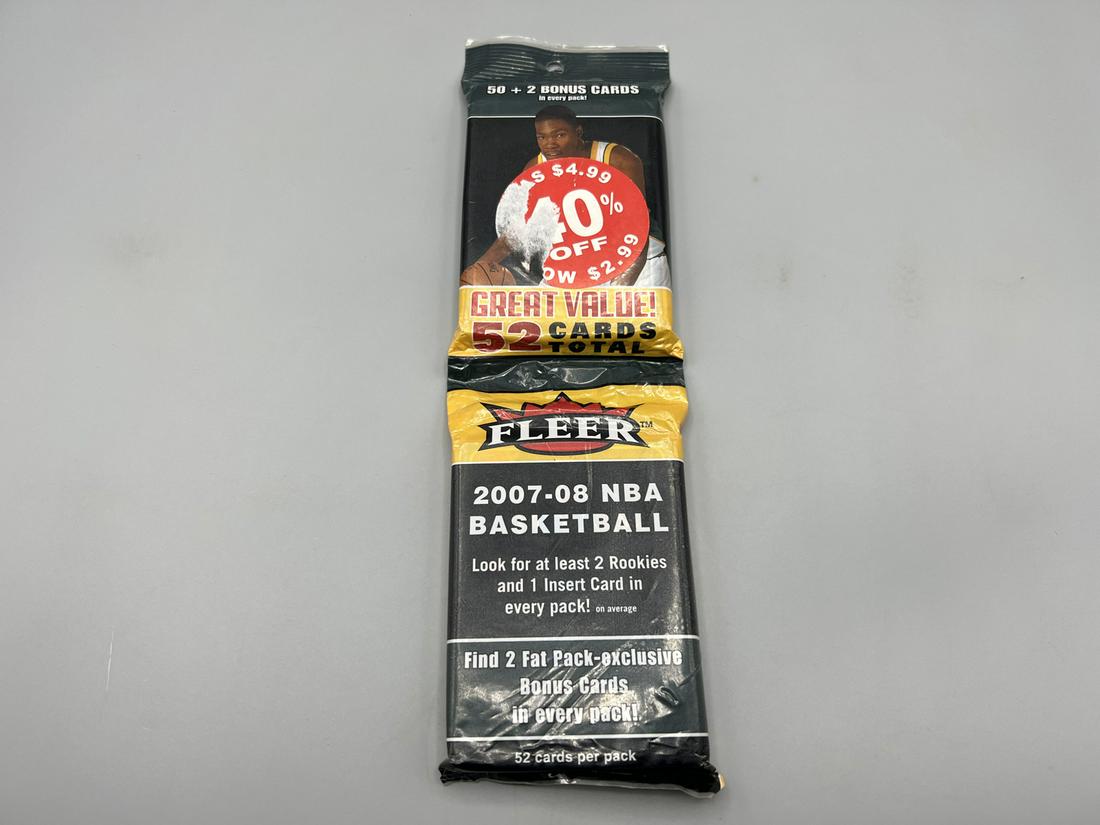 50 + 2 BONUS CARDS
in every pack!
AS $4.99
40%
OFF
OW $2.99
GREAT VALUE!
52 CARDS
TOTAL
FLEER™
2007-08 NBA
BASKETBALL
Look for at least 2 Rookies
and 1 Insert Card in
every pack! on average
Find 2 Fat Pack-exclusive
Bonus Cards
in every pack!
52 cards per pack